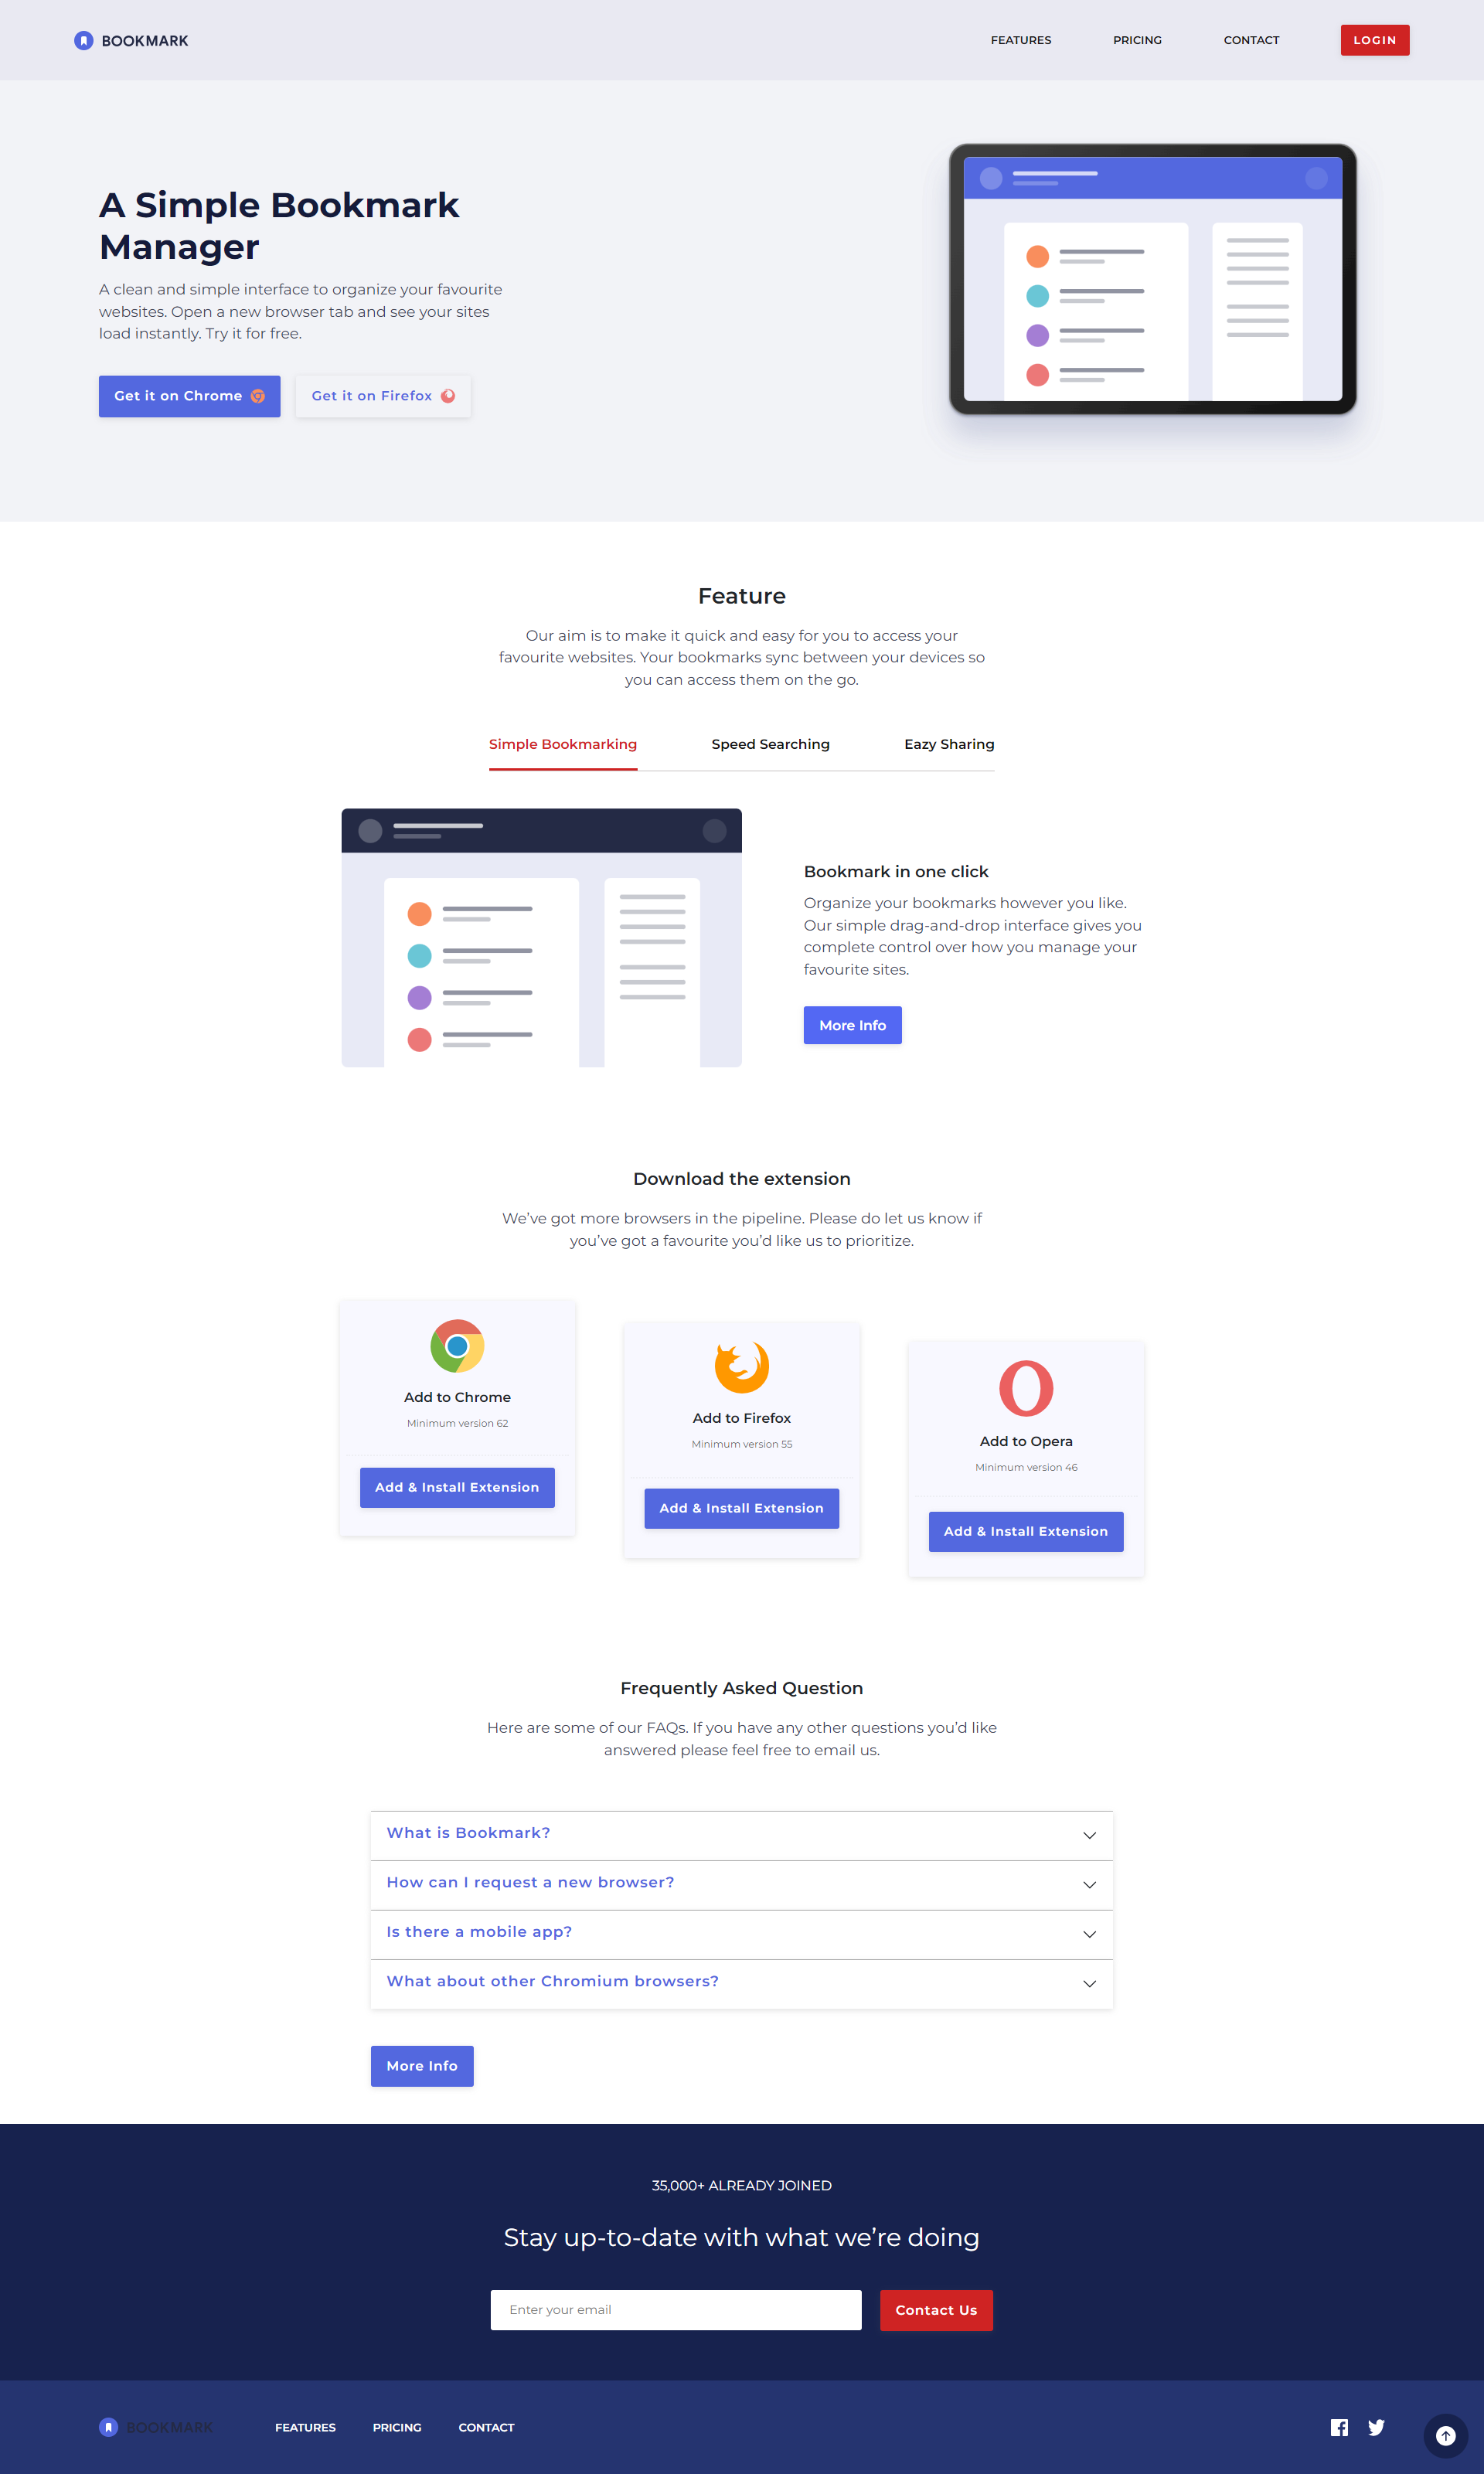 BOOKMARK
FEATURES
PRICING
CONTACT
LOGIN
A Simple Bookmark
Manager
A clean and simple interface to organize your favourite
websites. Open a new browser tab and see your sites
load instantly. Try it for free.
Get it on Chrome
Get it on Firefox
Feature
Our aim is to make it quick and easy for you to access your
favourite websites. Your bookmarks sync between your devices so
you can access them on the go.
Simple Bookmarking
Speed Searching
Eazy Sharing
Bookmark in one click
Organize your bookmarks however you like.
Our simple drag-and-drop interface gives you
complete control over how you manage your
favourite sites.
More Info
Download the extension
We’ve got more browsers in the pipeline. Please do let us know if
you’ve got a favourite you’d like us to prioritize.
Add to Chrome
Minimum version 62
Add & Install Extension
Add to Firefox
Minimum version 55
Add & Install Extension
Add to Opera
Minimum version 46
Add & Install Extension
Frequently Asked Question
Here are some of our FAQs. If you have any other questions you’d like
answered please feel free to email us.
What is Bookmark?
How can I request a new browser?
Is there a mobile app?
What about other Chromium browsers?
More Info
35,000+ ALREADY JOINED
Stay up-to-date with what we’re doing
Enter your email
Contact Us
BOOKMARK
FEATURES
PRICING
CONTACT